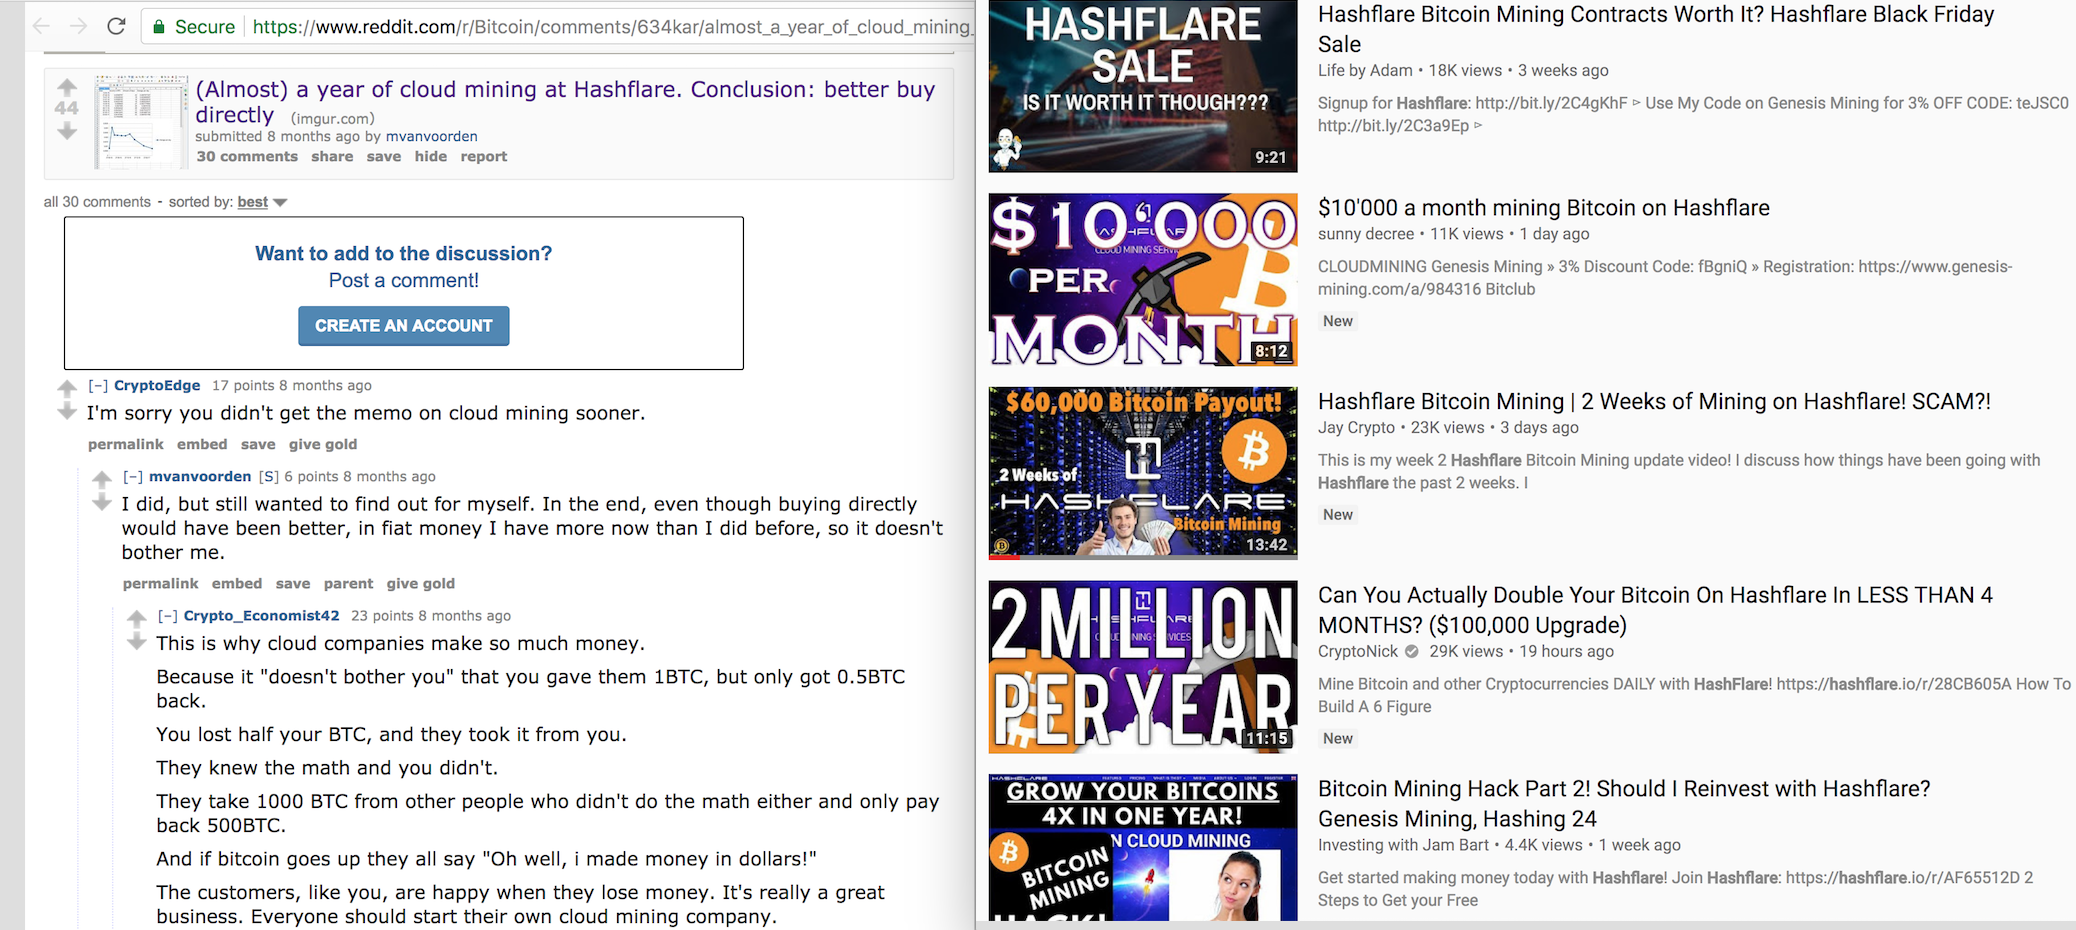 Secure
https://www.reddit.com/r/Bitcoin/comments/634kar/almost_a_year_of_cloud_mining_
44
(Almost) a year of cloud mining at Hashflare. Conclusion: better buy
directly (imgur.com)
submitted 8 months ago by mvanvoorden
30 comments share save hide report
all 30 comments - sorted by: best
Want to add to the discussion?
Post a comment!
CREATE AN ACCOUNT
[–] CryptoEdge 17 points 8 months ago
I'm sorry you didn't get the memo on cloud mining sooner.
permalink embed save give gold
[–] mvanvoorden [S] 6 points 8 months ago
I did, but still wanted to find out for myself. In the end, even though buying directly
would have been better, in fiat money I have more now than I did before, so it doesn't
bother me.
permalink embed save parent give gold
[–] Crypto_Economist42 23 points 8 months ago
This is why cloud companies make so much money.
Because it "doesn't bother you" that you gave them 1BTC, but only got 0.5BTC
back.
You lost half your BTC, and they took it from you.
They knew the math and you didn't.
They take 1000 BTC from other people who didn't do the math either and only pay
back 500BTC.
And if bitcoin goes up they all say "Oh well, i made money in dollars!"
The customers, like you, are happy when they lose money. It's really a great
business. Everyone should start their own cloud mining company.
HASHFLARE
SALE
IS IT WORTH IT THOUGH???
9:21
Hashflare Bitcoin Mining Contracts Worth It? Hashflare Black Friday
Sale
Life by Adam • 18K views • 3 weeks ago
Signup for Hashflare: http://bit.ly/2C4gKhF ▹ Use My Code on Genesis Mining for 3% OFF CODE: teJSC0
http://bit.ly/2C3a9Ep ▹
$10'000
CLOUD MINING SERVI
PER
MONTH
8:12
$10'000 a month mining Bitcoin on Hashflare
sunny decree • 11K views • 1 day ago
CLOUDMINING Genesis Mining » 3% Discount Code: fBgniQ » Registration: https://www.genesis-
mining.com/a/984316 Bitclub
New
$60,000 Bitcoin Payout!
2 Weeks of
HASHFLARE
Bitcoin Mining
13:42
Hashflare Bitcoin Mining | 2 Weeks of Mining on Hashflare! SCAM?!
Jay Crypto • 23K views • 3 days ago
This is my week 2 Hashflare Bitcoin Mining update video! I discuss how things have been going with
Hashflare the past 2 weeks. I
New
2 MILLION
PER YEAR
11:15
Can You Actually Double Your Bitcoin On Hashflare In LESS THAN 4
MONTHS? ($100,000 Upgrade)
CryptoNick 29K views • 19 hours ago
Mine Bitcoin and other Cryptocurrencies DAILY with HashFlare! https://hashflare.io/r/28CB605A How To
Build A 6 Figure
New
HASHFLARE
GROW YOUR BITCOINS
4X IN ONE YEAR!
N CLOUD MINING
BITCOIN
MINING
HACK!
Bitcoin Mining Hack Part 2! Should I Reinvest with Hashflare?
Genesis Mining, Hashing 24
Investing with Jam Bart • 4.4K views • 1 week ago
Get started making money today with Hashflare! Join Hashflare: https://hashflare.io/r/AF65512D 2
Steps to Get your Free